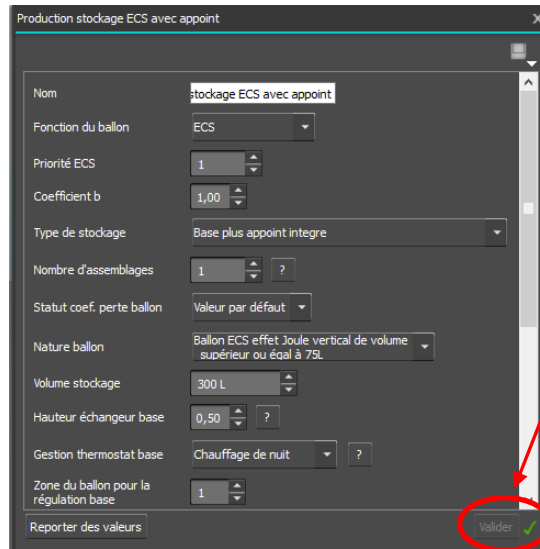 Production stockage ECS avec appoint X
Nom stockage ECS avec appoint
Fonction du ballon ECS
Priorité ECS 1
Coefficient b 1,00
Type de stockage Base plus appoint integre
Nombre d'assemblages 1 ?
Statut coef. perte ballon Valeur par défaut
Nature ballon Ballon ECS effet Joule vertical de volume
supérieur ou égal à 75L
Volume stockage 300 L
Hauteur échangeur base 0,50 ?
Gestion thermostat base Chauffage de nuit ?
Zone du ballon pour la
régulation base 1
Reporter des valeurs Valider